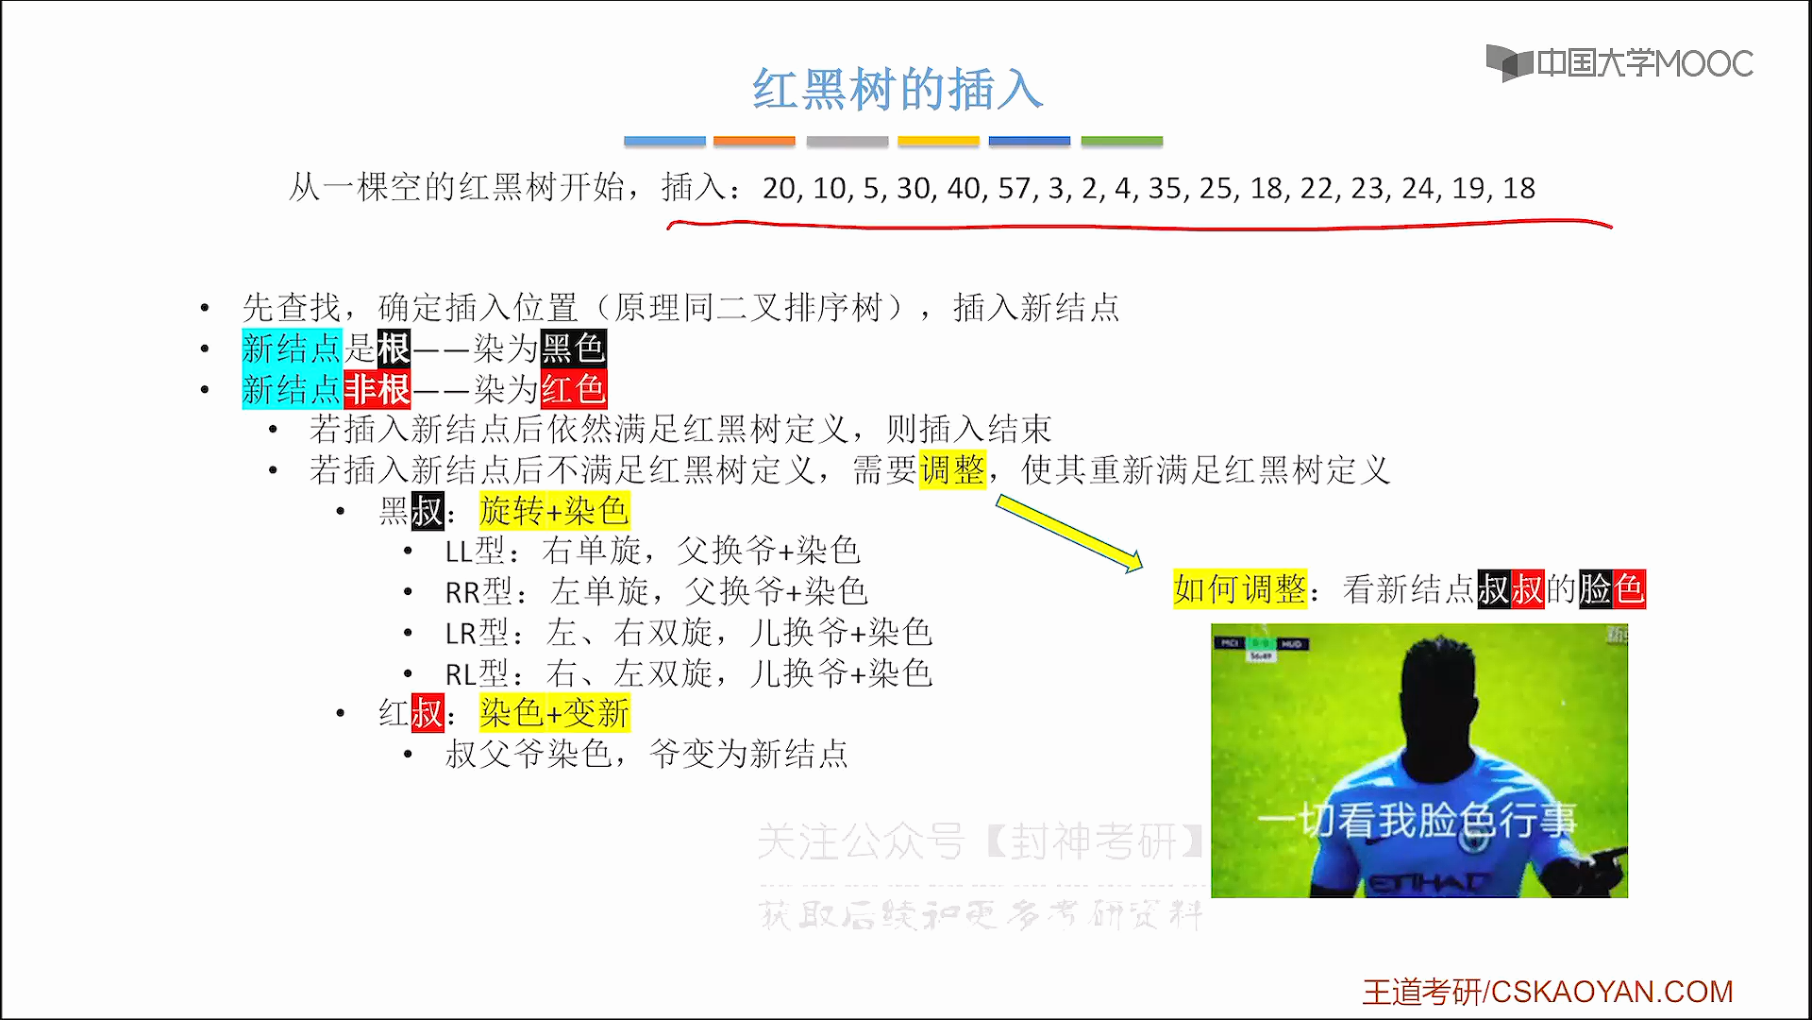 中国大学MOOC
红黑树的插入
从一棵空的红黑树开始，插入：20, 10, 5, 30, 40, 57, 3, 2, 4, 35, 25, 18, 22, 23, 24, 19, 18
• 先查找，确定插入位置（原理同二叉排序树），插入新结点
• 新结点是根——染为黑色
• 新结点非根——染为红色
• 若插入新结点后依然满足红黑树定义，则插入结束
• 若插入新结点后不满足红黑树定义，需要调整，使其重新满足红黑树定义
• 黑叔：旋转+染色
• LL型：右单旋，父换爷+染色
• RR型：左单旋，父换爷+染色
• LR型：左、右双旋，儿换爷+染色
• RL型：右、左双旋，儿换爷+染色
• 红叔：染色+变新
• 叔父爷染色，爷变为新结点
如何调整：看新结点叔叔的脸色
MCI 0-0 HUD
56:49
一切看我脸色行事
ETIHAD
关注公众号【封神考研】
获取后续和更多考研资料
王道考研/CSKAOYAN.COM